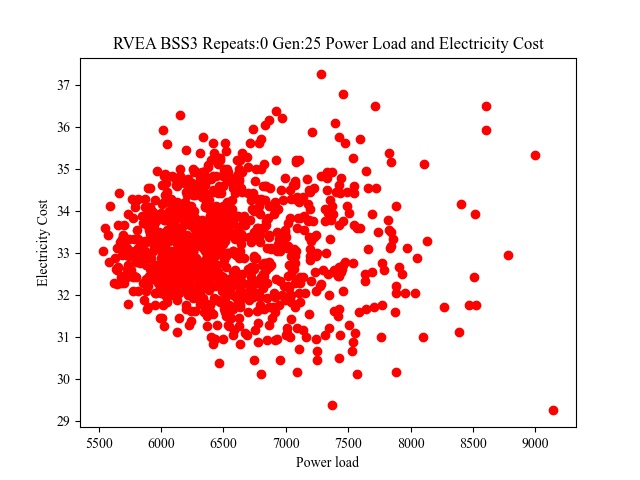 RVEA BSS3 Repeats:0 Gen:25 Power Load and Electricity Cost
37
36
35
34
33
32
31
30
29
Electricity Cost
5500 6000 6500 7000 7500 8000 8500 9000
Power load